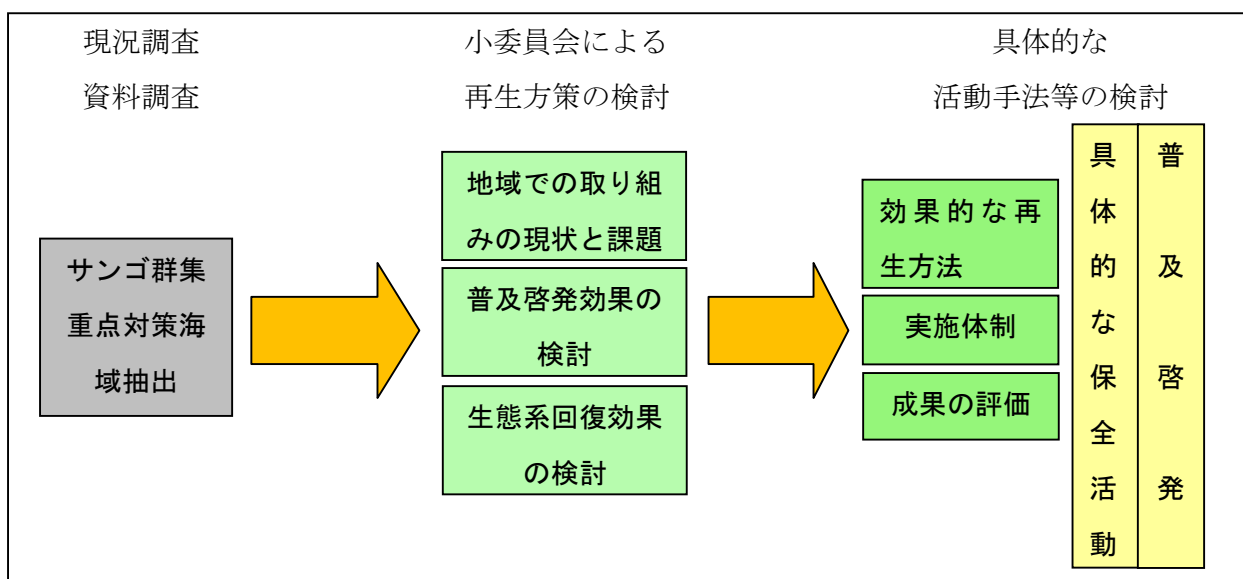 現況調査
資料調査
サンゴ群集
重点対策海
域抽出
小委員会による
再生方策の検討
地域での取り組
みの現状と課題
普及啓発効果の
検討
生態系回復効果
の検討
具体的な
活動手法等の検討
効果的な再
生方法
実施体制
成果の評価
具体的な保全活動
普及啓発